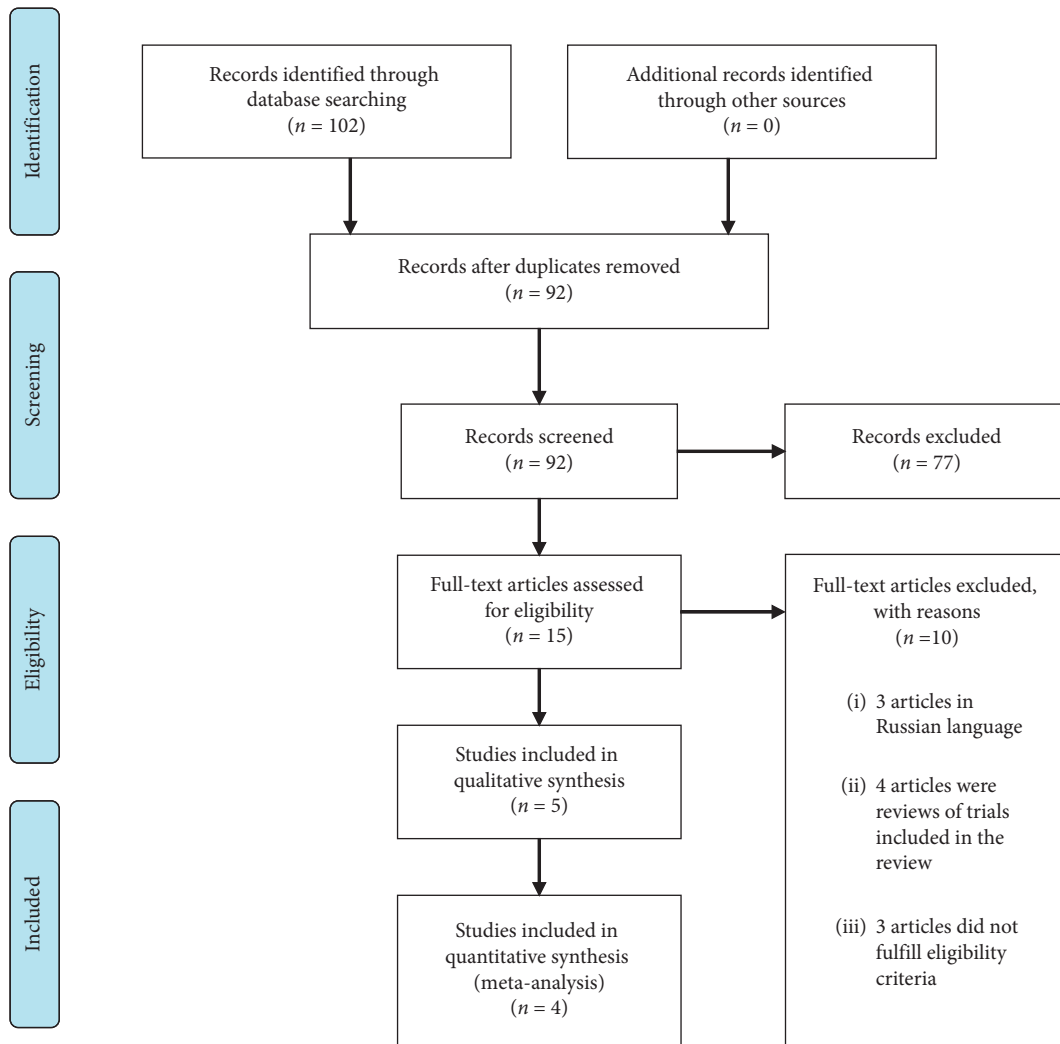 Identification
Records identified through
database searching
(n = 102)
Additional records identified
through other sources
(n = 0)
Records after duplicates removed
(n = 92)
Screening
Records screened
(n = 92)
Records excluded
(n = 77)
Eligibility
Full-text articles assessed
for eligibility
(n = 15)
Full-text articles excluded,
with reasons
(n =10)
(i) 3 articles in
Russian language
(ii) 4 articles were
reviews of trials
included in the
review
(iii) 3 articles did not
fulfill eligibility
criteria
Studies included in
qualitative synthesis
(n = 5)
Included
Studies included in
quantitative synthesis
(meta-analysis)
(n = 4)